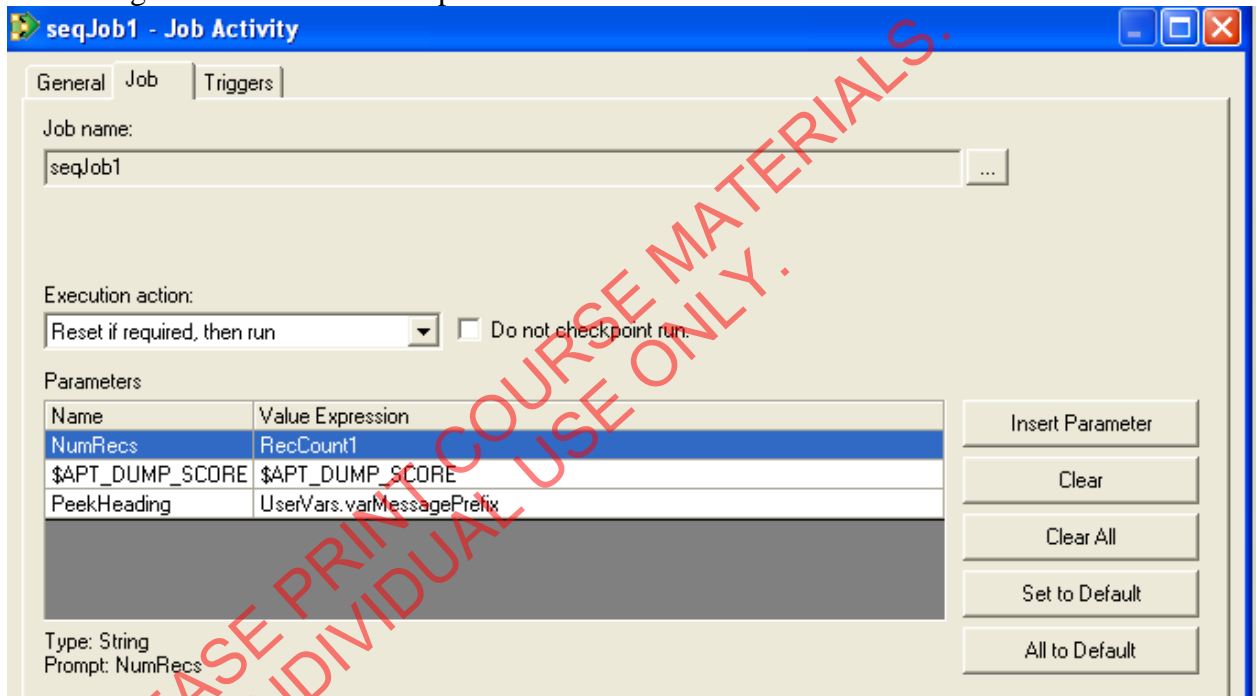 seqJob1 - Job Activity
General Job Triggers
Job name:
seqJob1
...
Execution action:
Reset if required, then run
Do not checkpoint run.
Parameters
Name Value Expression
NumRecs RecCount1
$APT_DUMP_SCORE $APT_DUMP_SCORE
PeekHeading UserVars.varMessagePrefix
Insert Parameter
Clear
Clear All
Set to Default
All to Default
Type: String
Prompt: NumRecs
PRINT COURSE MATERIALS.
INDIVIDUAL USE ONLY.